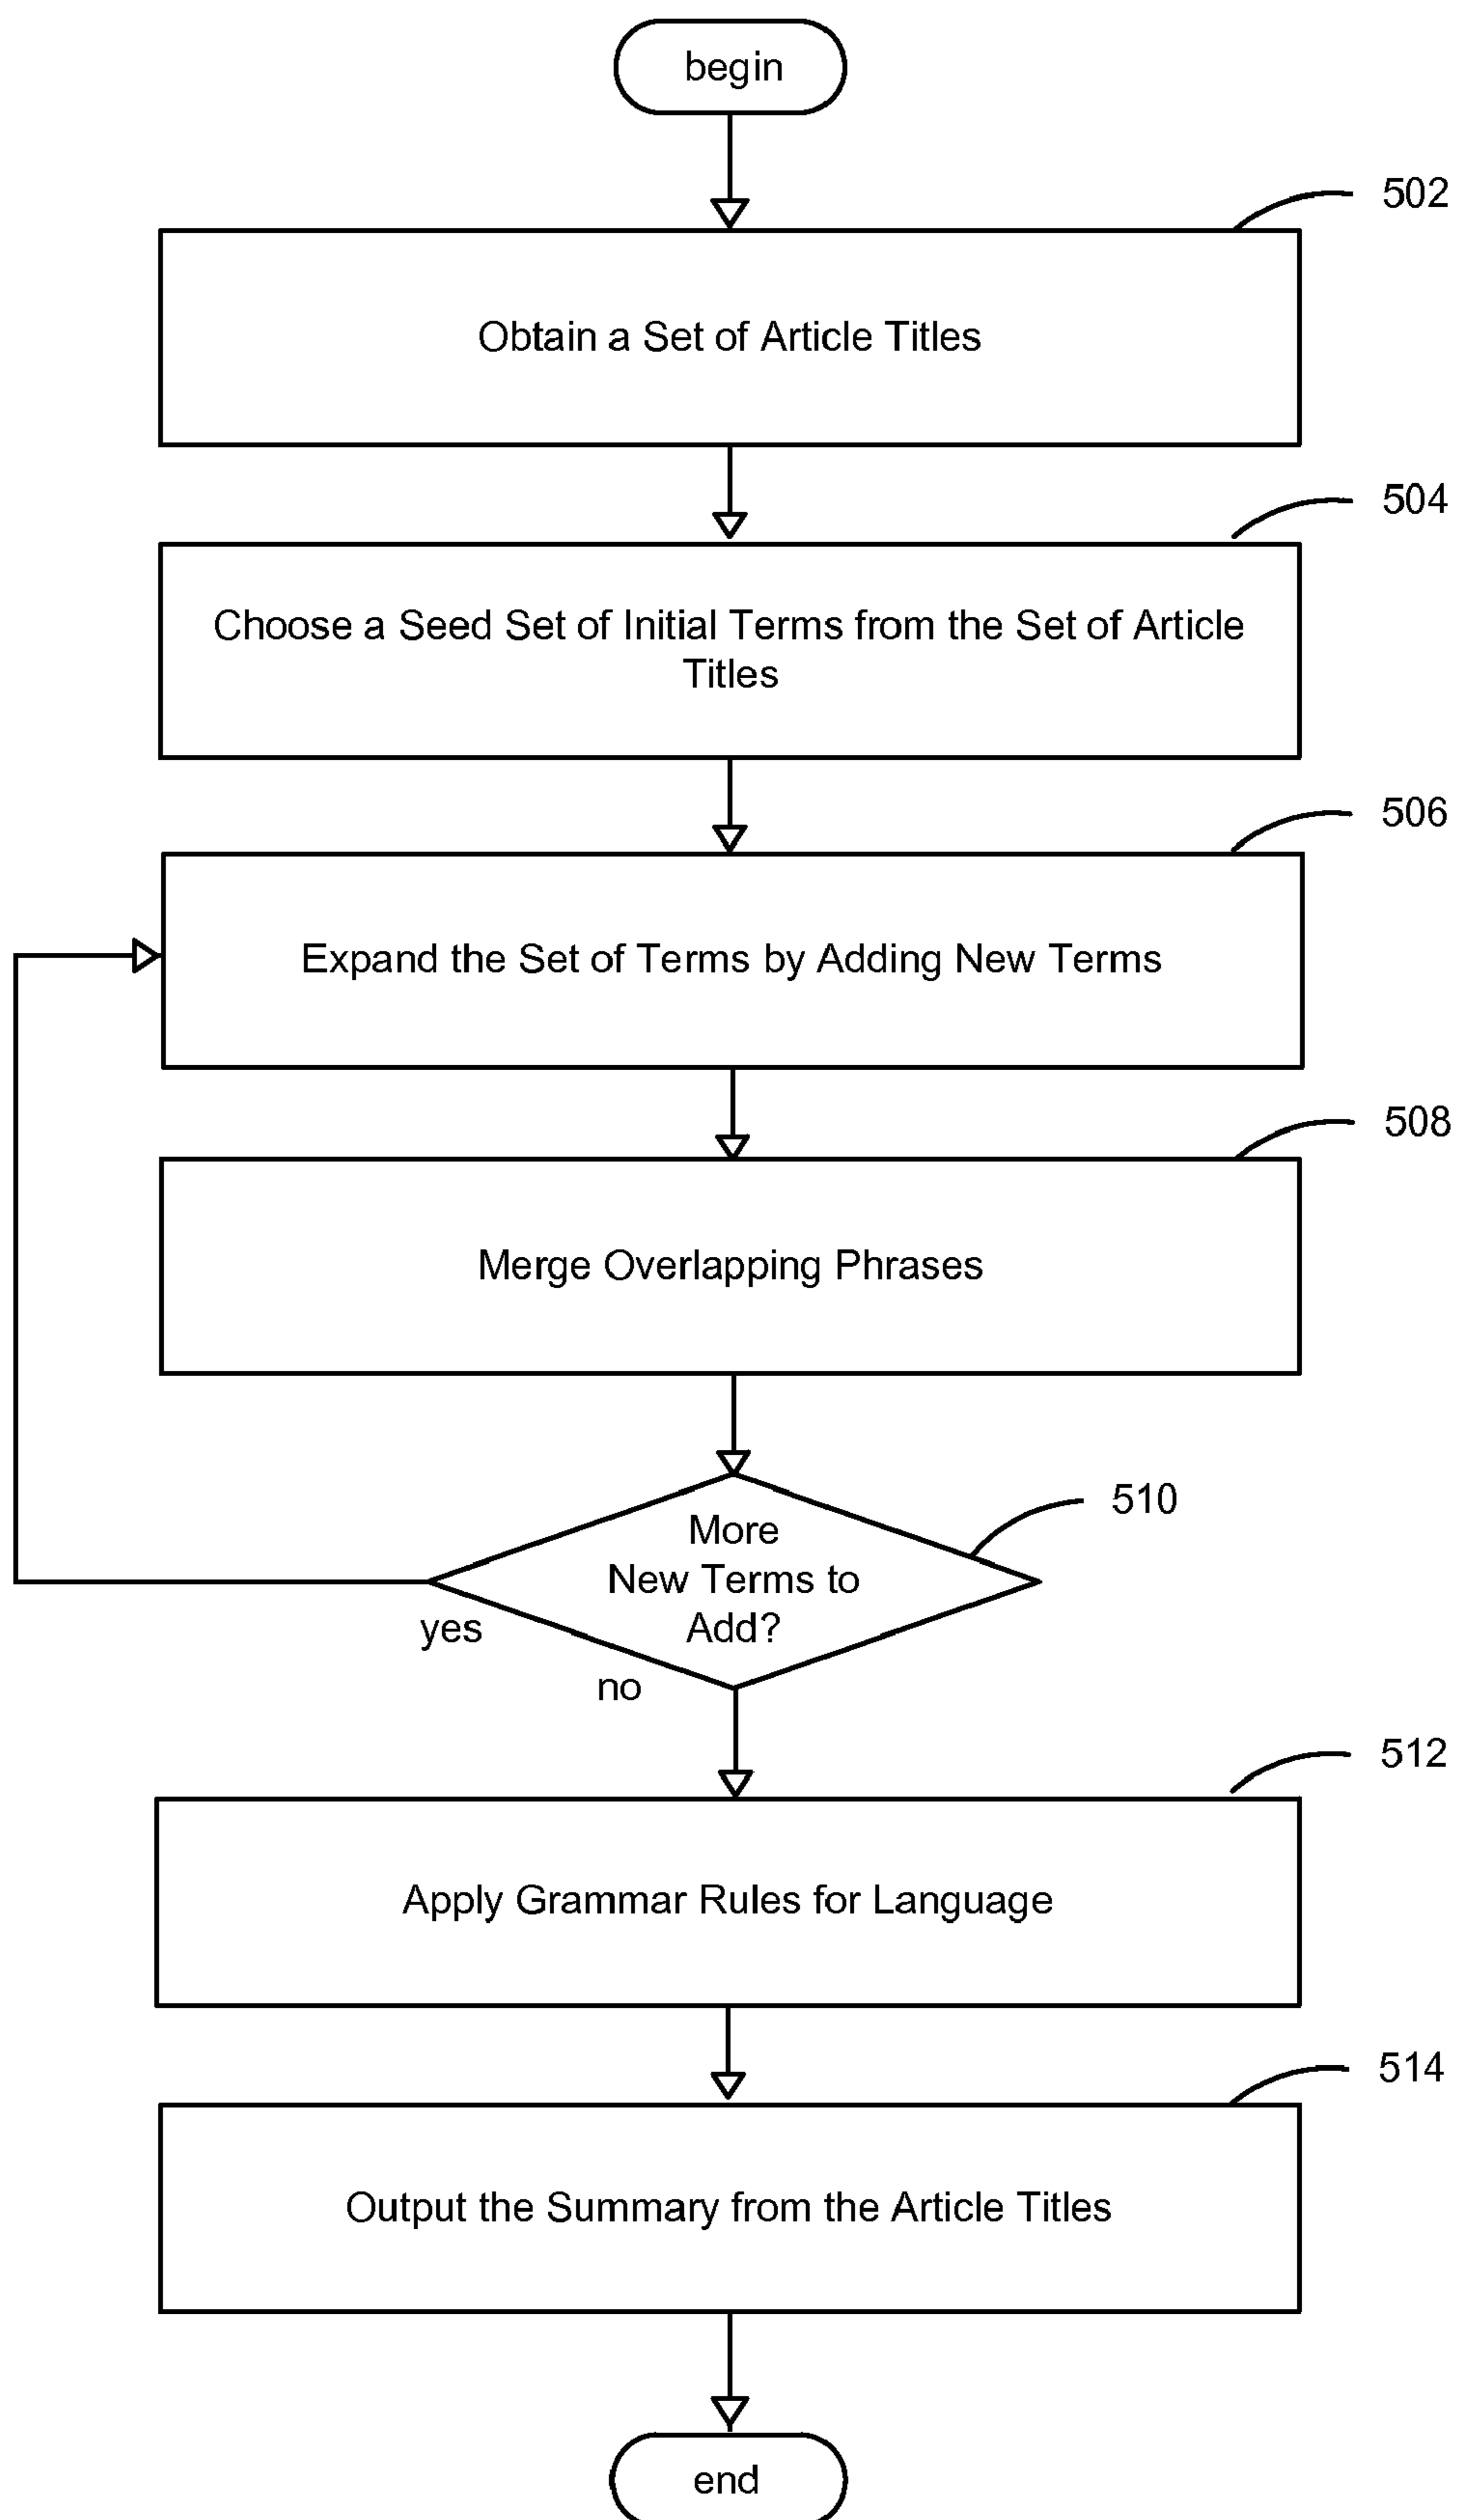 begin
502
Obtain a Set of Article Titles
504
Choose a Seed Set of Initial Terms from the Set of Article
Titles
506
Expand the Set of Terms by Adding New Terms
508
Merge Overlapping Phrases
510
More
New Terms to
Add?
yes
no
512
Apply Grammar Rules for Language
514
Output the Summary from the Article Titles
end